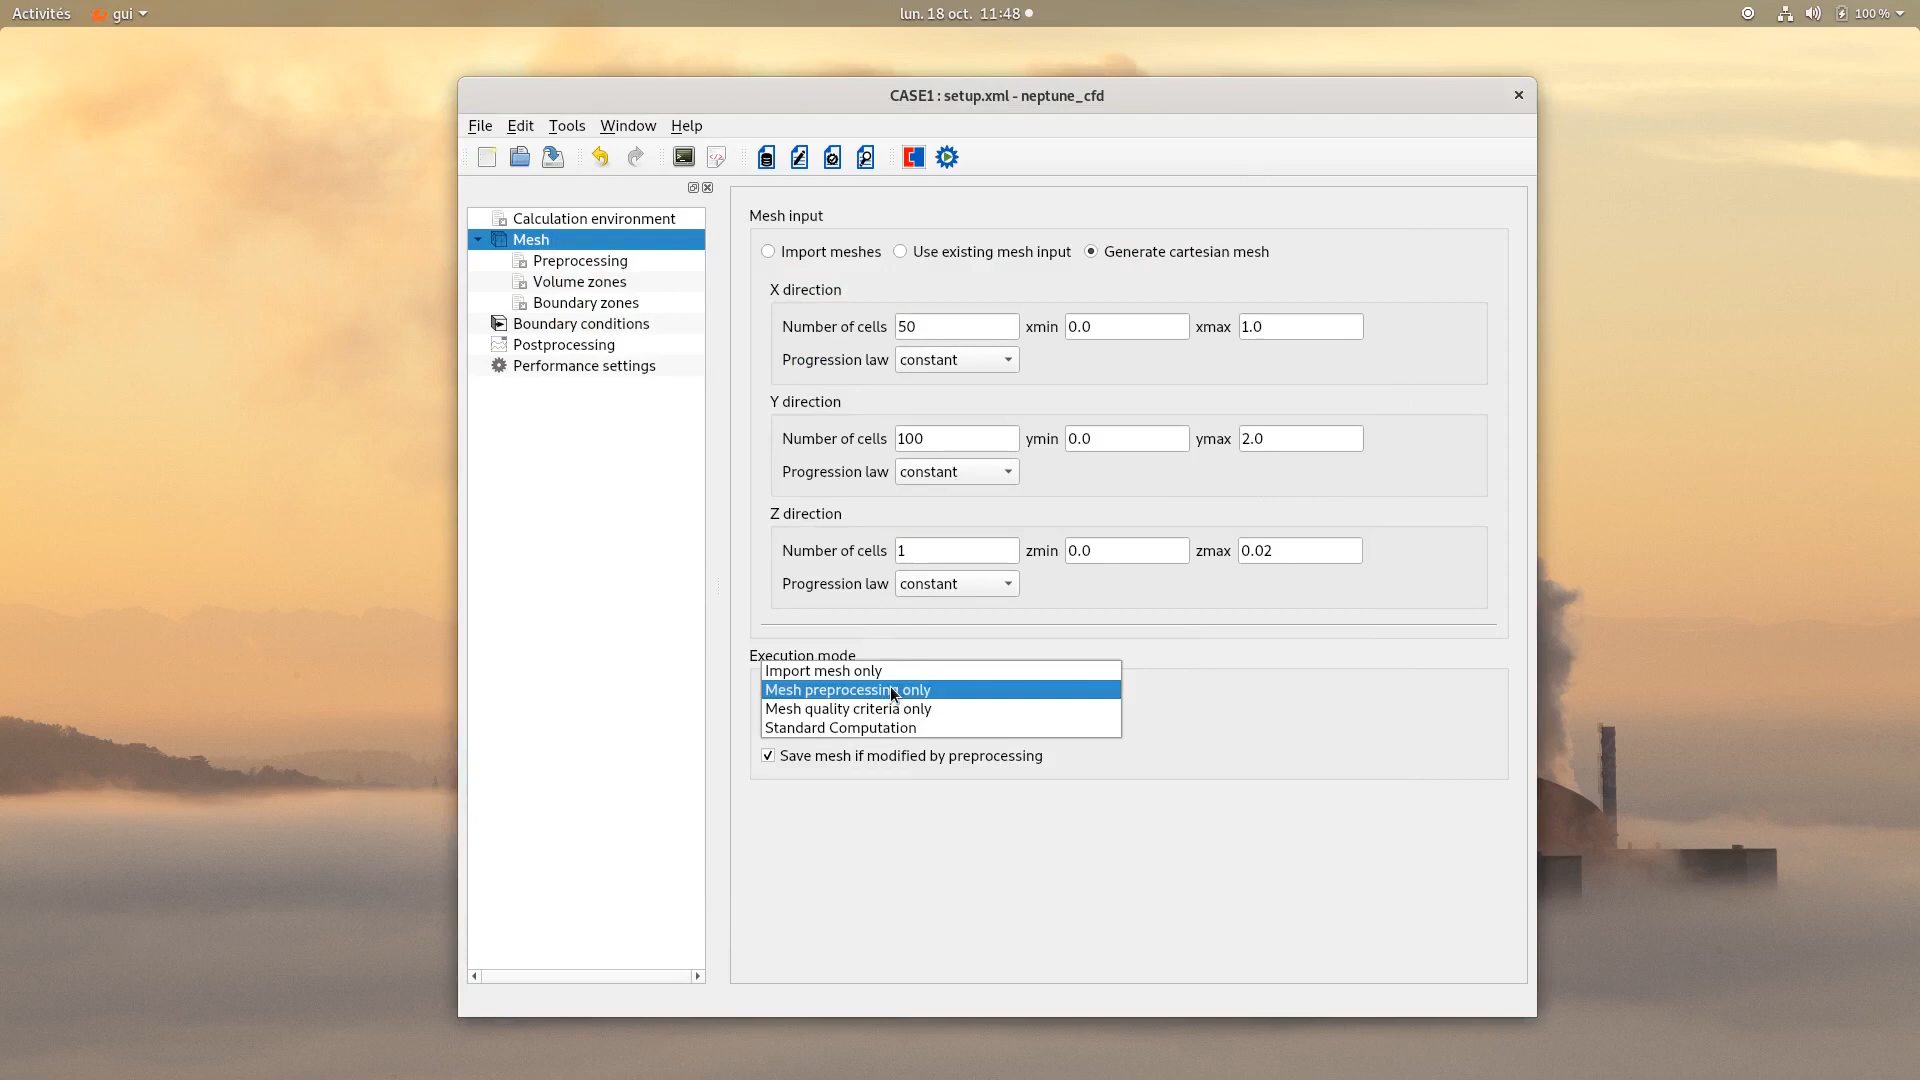 Activités gui lun. 18 oct. 11:48 100 %
CASE1 : setup.xml - neptune_cfd
File Edit Tools Window Help
Calculation environment
Mesh
Preprocessing
Volume zones
Boundary zones
Boundary conditions
Postprocessing
Performance settings
Mesh input
Import meshes Use existing mesh input Generate cartesian mesh
X direction
Number of cells 50 xmin 0.0 xmax 1.0
Progression law constant
Y direction
Number of cells 100 ymin 0.0 ymax 2.0
Progression law constant
Z direction
Number of cells 1 zmin 0.0 zmax 0.02
Progression law constant
Execution mode
Import mesh only
Mesh preprocessing only
Mesh quality criteria only
Standard Computation
Save mesh if modified by preprocessing